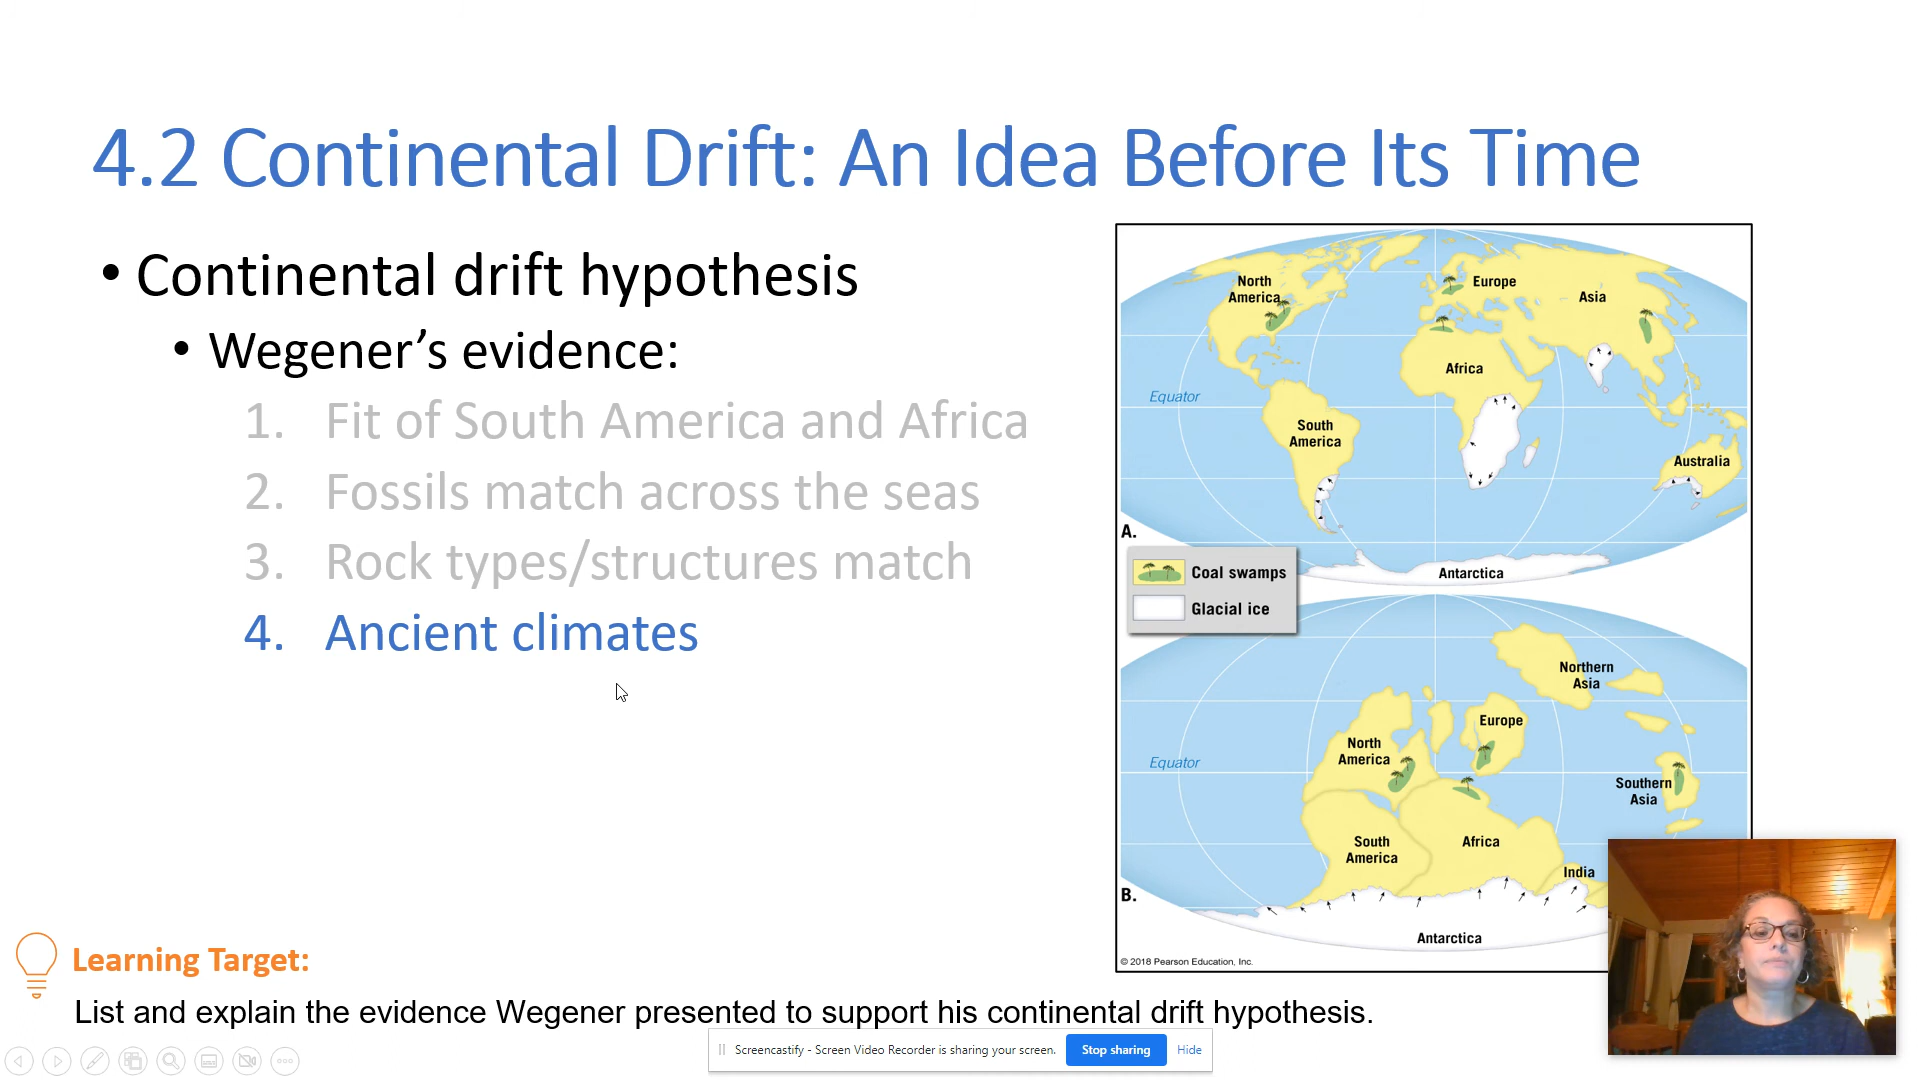 4.2 Continental Drift: An Idea Before Its Time
• Continental drift hypothesis
• Wegener’s evidence:
1. Fit of South America and Africa
2. Fossils match across the seas
3. Rock types/structures match
4. Ancient climates
North
America
Europe
Asia
Africa
Equator
South
America
Australia
A.
Antarctica
Coal swamps
Glacial ice
Northern
Asia
Europe
North
America
Equator
Southern
Asia
South
America
Africa
India
B.
Antarctica
© 2018 Pearson Education, Inc.
Learning Target:
List and explain the evidence Wegener presented to support his continental drift hypothesis.
Screencastify - Screen Video Recorder is sharing your screen.
Stop sharing
Hide